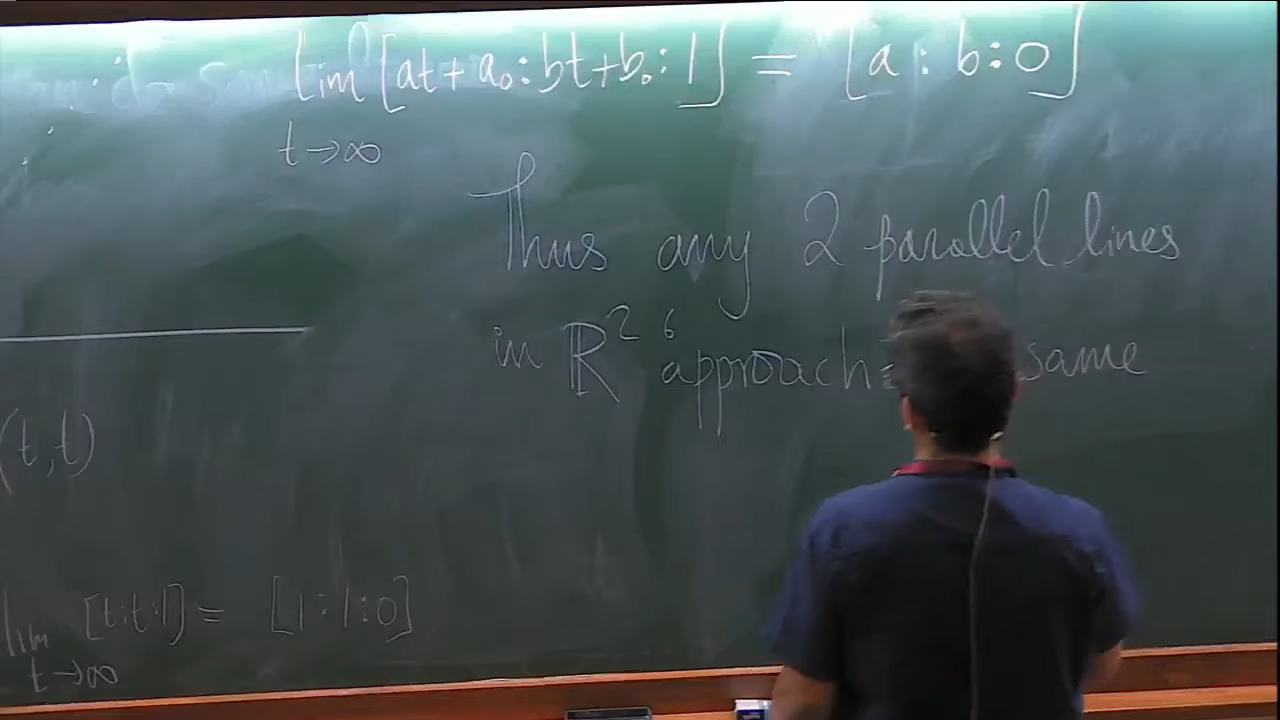 lim [at + a₀ : bt + b₀ : 1] = [a : b : 0]
t → ∞
Thus any 2 parallel lines
in ℝ² approach same
(t, t)
lim [t : t : 1] = [1 : 1 : 0]
t → ∞